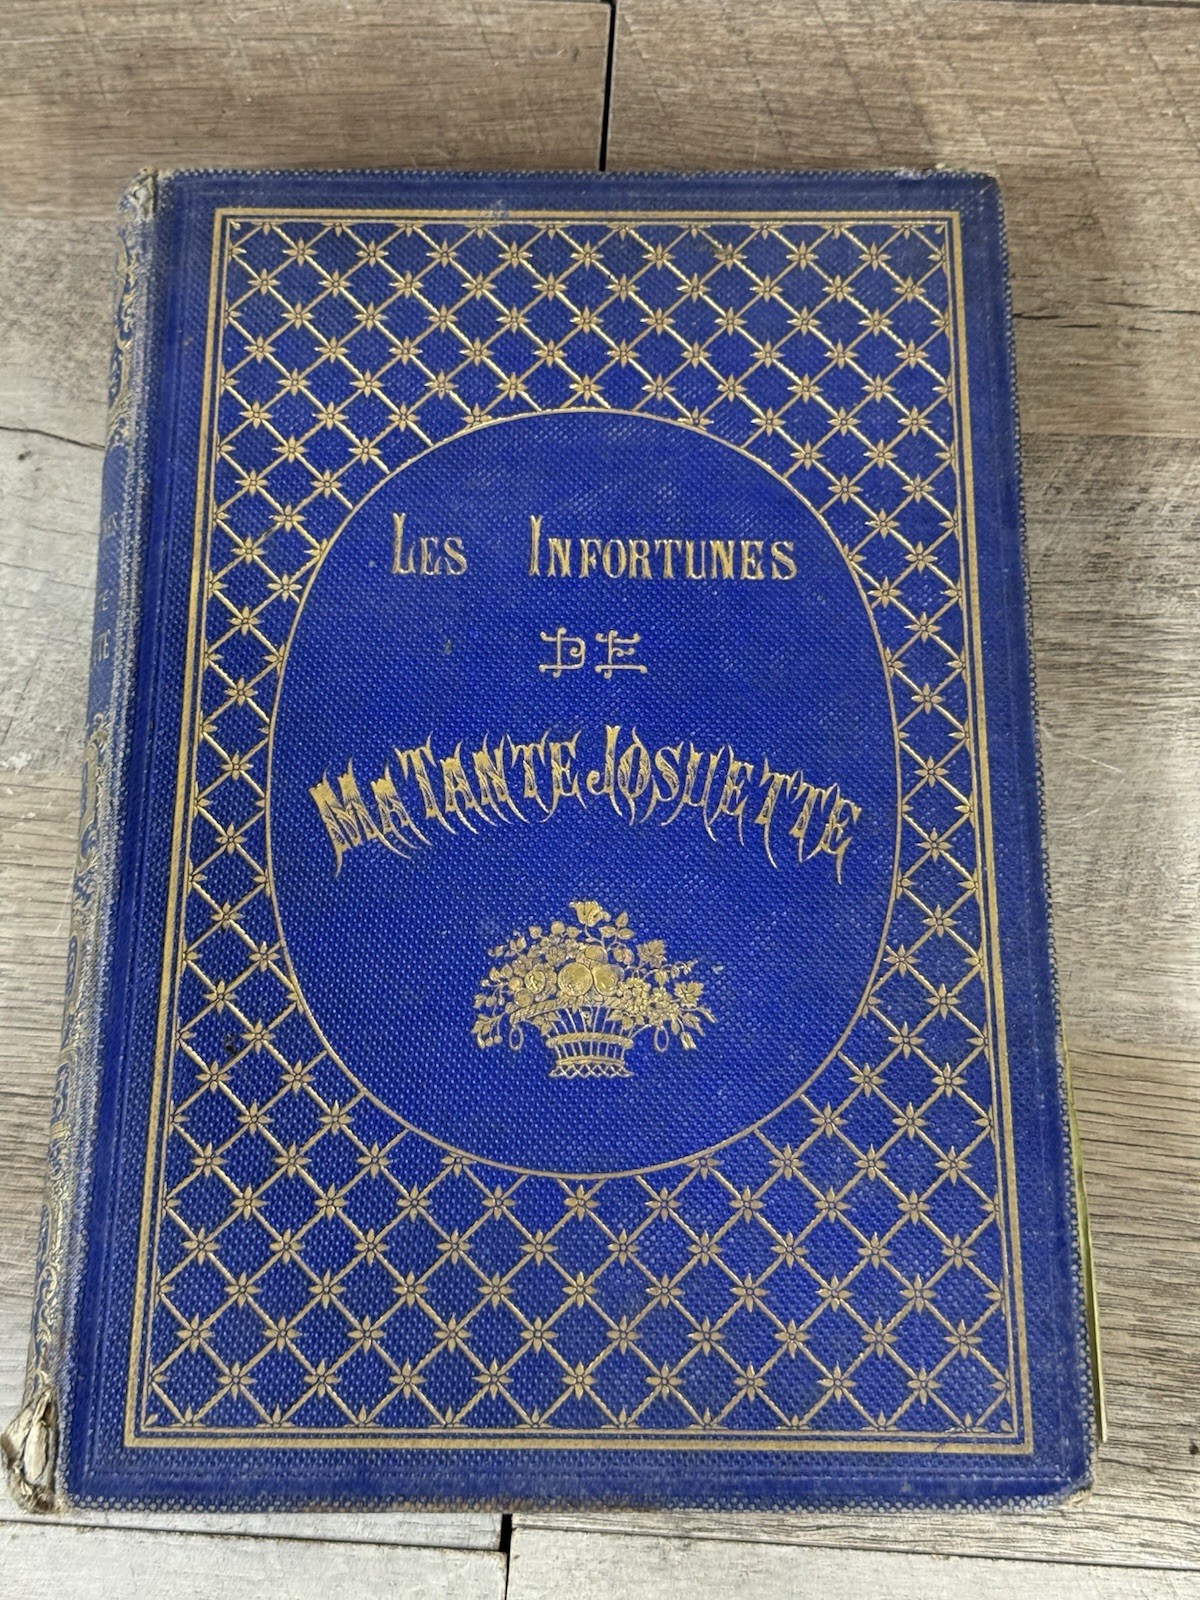 LES INFORTUNES
DE
MA TANTE JOSUETTE